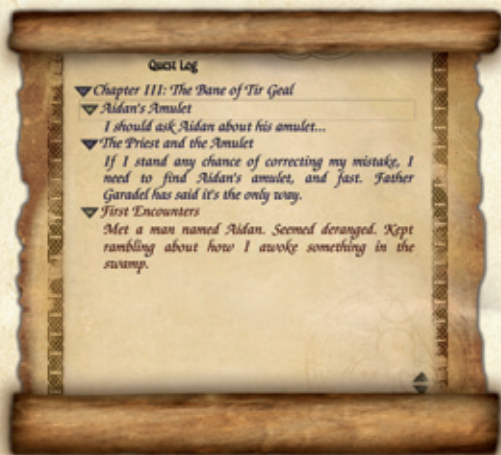 Quest Log
Chapter III: The Bane of Tir Geal
Aidan's Amulet
I should ask Aidan about his amulet...
The Priest and the Amulet
If I stand any chance of correcting my mistake, I
need to find Aidan's amulet, and fast. Father
Garadel has said it's the only way.
First Encounters
Met a man named Aidan. Seemed deranged. Kept
rambling about how I awoke something in the
swamp.